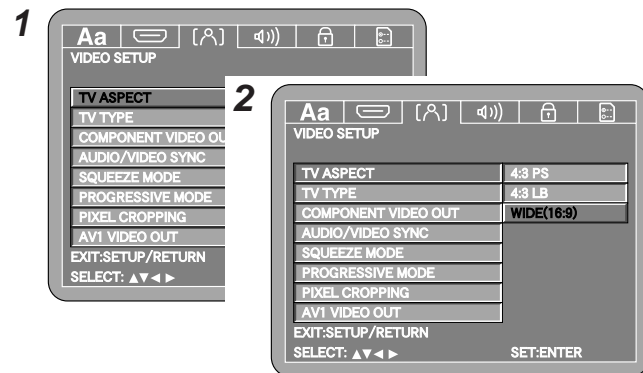 1
Aa
VIDEO SETUP
TV ASPECT
TV TYPE
COMPONENT VIDEO OU
AUDIO/VIDEO SYNC
SQUEEZE MODE
PROGRESSIVE MODE
PIXEL CROPPING
AV1 VIDEO OUT
EXIT:SETUP/RETURN
SELECT: ▲▼◄ ►
2
Aa
VIDEO SETUP
TV ASPECT 4:3 PS
TV TYPE 4:3 LB
COMPONENT VIDEO OUT WIDE(16:9)
AUDIO/VIDEO SYNC
SQUEEZE MODE
PROGRESSIVE MODE
PIXEL CROPPING
AV1 VIDEO OUT
EXIT:SETUP/RETURN
SELECT: ▲▼◄ ► SET:ENTER